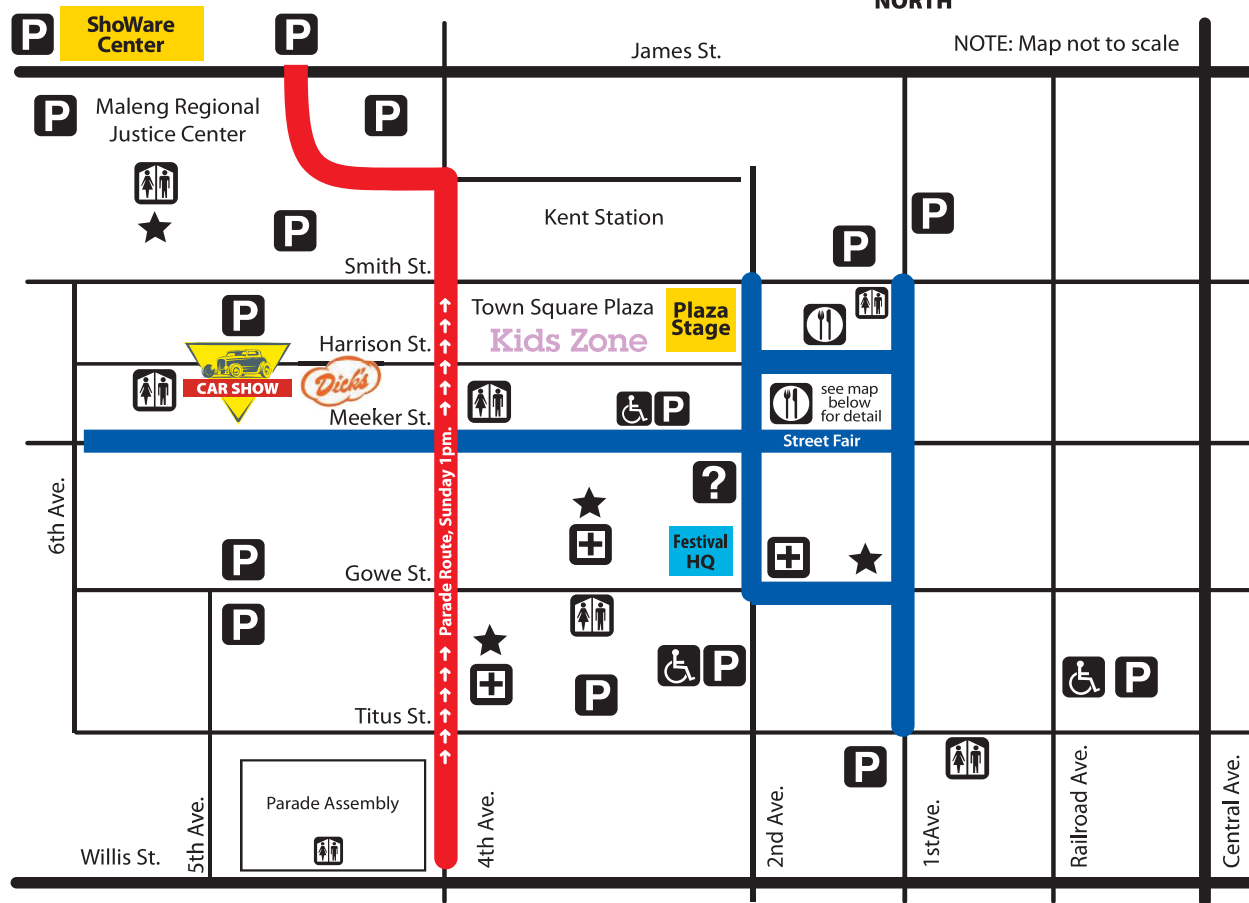 NORTH
P
ShoWare
Center
P
James St.
NOTE: Map not to scale
P
Maleng Regional
Justice Center
P
P
Kent Station
P
P
Smith St.
P
Town Square Plaza
Kids Zone
Plaza
Stage
Harrison St.
CAR SHOW
Dick's
Meeker St.
P
see map
below
for detail
Street Fair
Parade Route, Sunday 1pm.
?
6th Ave.
Festival
HQ
P
Gowe St.
P
P
P
P
Titus St.
P
Parade Assembly
Willis St.
5th Ave.
4th Ave.
2nd Ave.
1stAve.
Railroad Ave.
Central Ave.